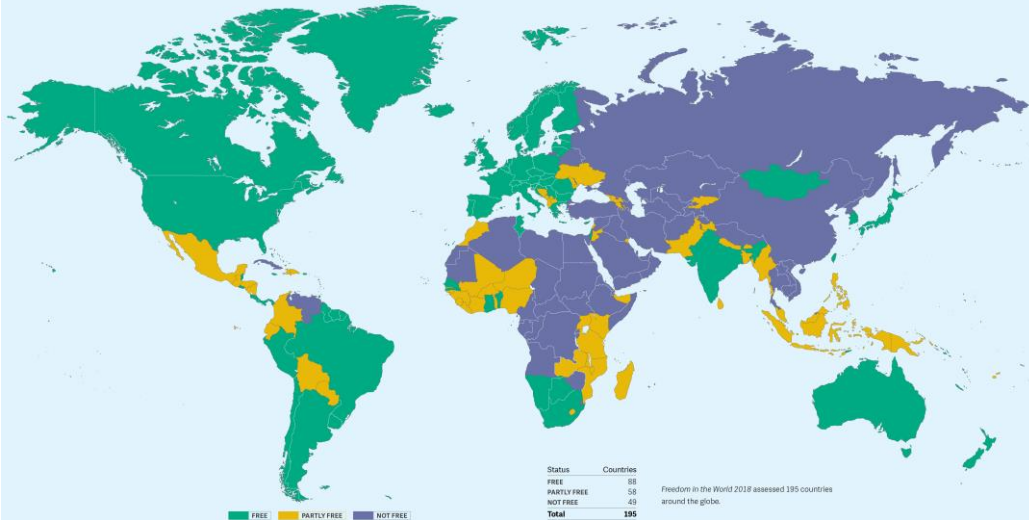 Status Countries
FREE 88
PARTLY FREE 58
NOT FREE 49
Total 195
Freedom in the World 2018 assessed 195 countries
around the globe.
FREE PARTLY FREE NOT FREE